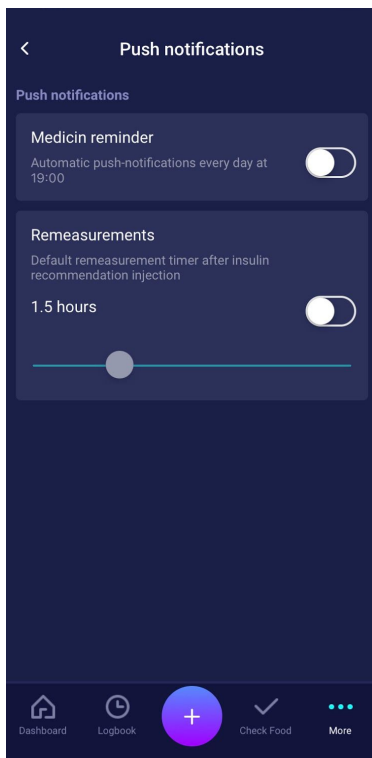 Push notifications
Push notifications
Medicin reminder
Automatic push-notifications every day at
19:00
Remeasurements
Default remeasurement timer after insulin
recommendation injection
1.5 hours
Dashboard
Logbook
Check Food
More